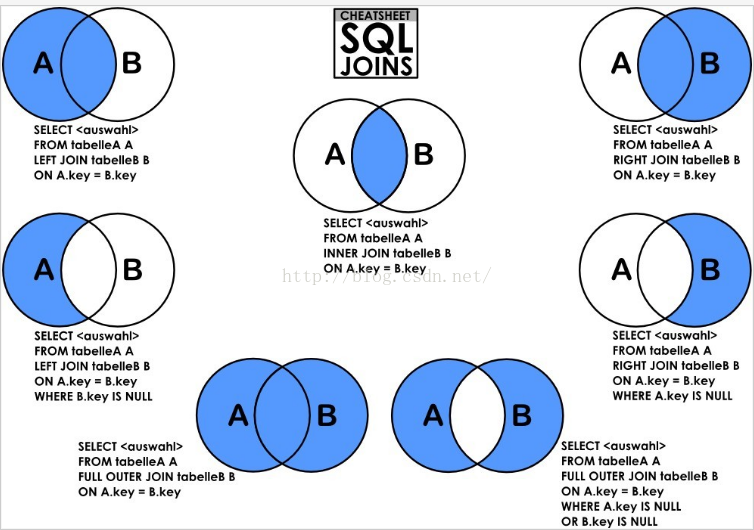 CHEATSHEET
SQL
JOINS
A B
SELECT <auswahl>
FROM tabelleA A
LEFT JOIN tabelleB B
ON A.key = B.key
A B
SELECT <auswahl>
FROM tabelleA A
INNER JOIN tabelleB B
ON A.key = B.key
A B
SELECT <auswahl>
FROM tabelleA A
RIGHT JOIN tabelleB B
ON A.key = B.key
http://blog.csdn.net/
A B
SELECT <auswahl>
FROM tabelleA A
LEFT JOIN tabelleB B
ON A.key = B.key
WHERE B.key IS NULL
A B
SELECT <auswahl>
FROM tabelleA A
RIGHT JOIN tabelleB B
ON A.key = B.key
WHERE A.key IS NULL
A B
SELECT <auswahl>
FROM tabelleA A
FULL OUTER JOIN tabelleB B
ON A.key = B.key
A B
SELECT <auswahl>
FROM tabelleA A
FULL OUTER JOIN tabelleB B
ON A.key = B.key
WHERE A.key IS NULL
OR B.key IS NULL